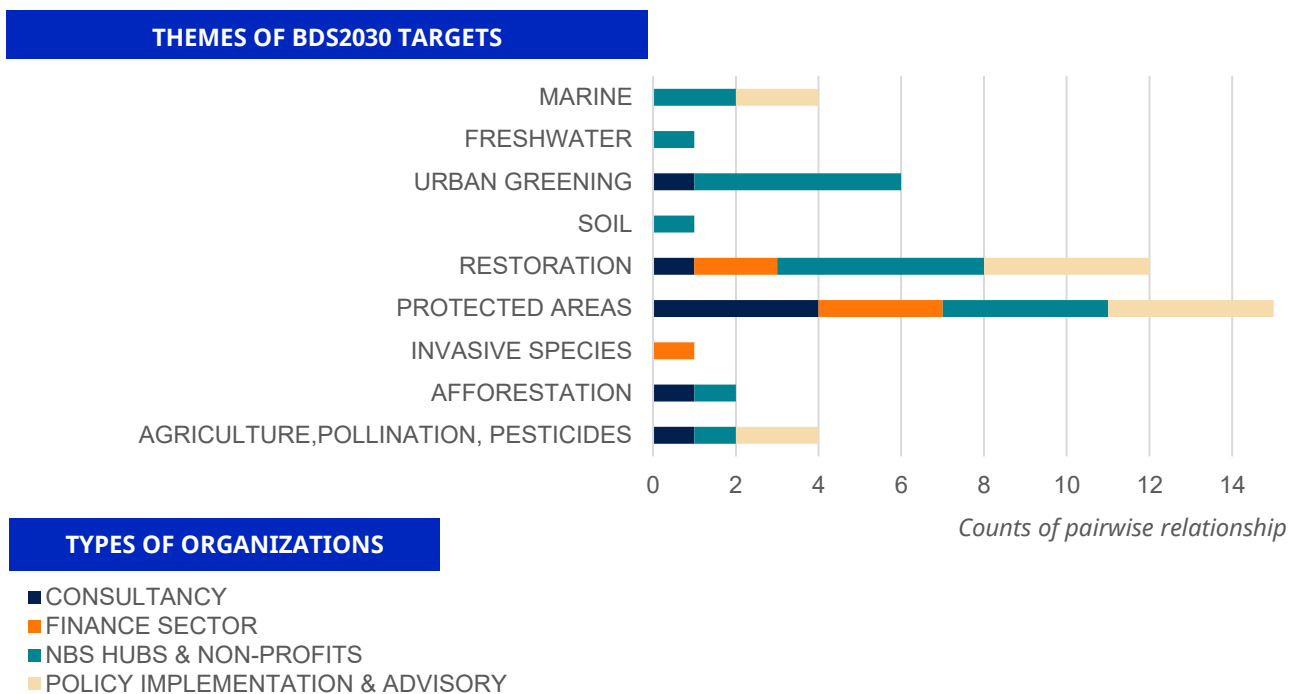 THEMES OF BDS2030 TARGETS
MARINE
FRESHWATER
URBAN GREENING
SOIL
RESTORATION
PROTECTED AREAS
INVASIVE SPECIES
AFFORESTATION
AGRICULTURE,POLLINATION, PESTICIDES
0 2 4 6 8 10 12 14
Counts of pairwise relationship
TYPES OF ORGANIZATIONS
CONSULTANCY
FINANCE SECTOR
NBS HUBS & NON-PROFITS
POLICY IMPLEMENTATION & ADVISORY